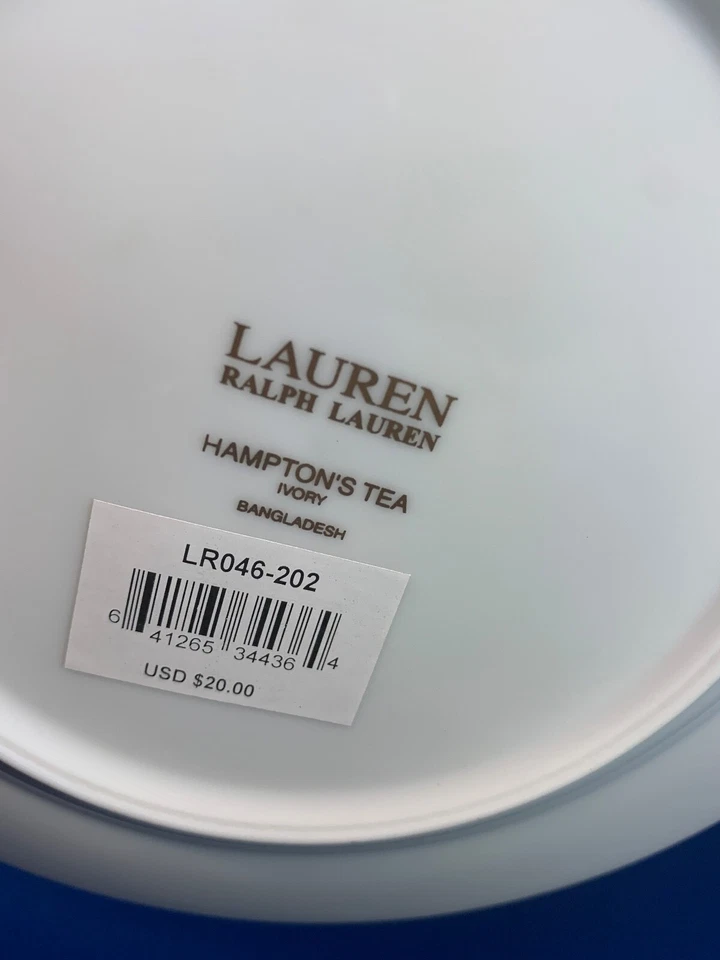 LAUREN
RALPH LAUREN
HAMPTON'S TEA
IVORY
BANGLADESH
LR046-202
6 41265 34436 4
USD $20.00